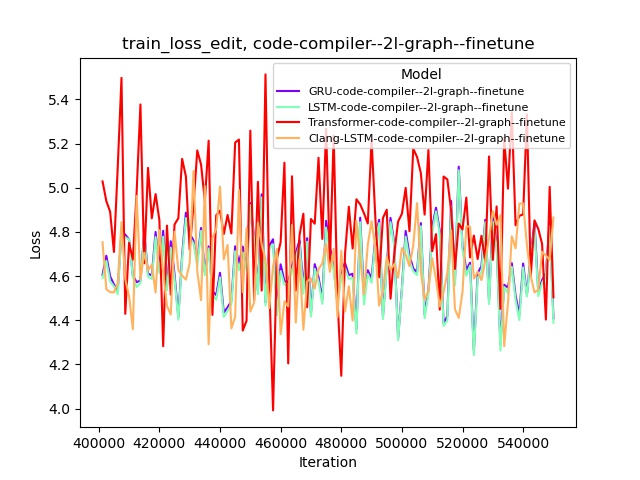 train_loss_edit, code-compiler--2l-graph--finetune
Model
GRU-code-compiler--2l-graph--finetune
LSTM-code-compiler--2l-graph--finetune
Transformer-code-compiler--2l-graph--finetune
Clang-LSTM-code-compiler--2l-graph--finetune
Loss
5.4
5.2
5.0
4.8
4.6
4.4
4.2
4.0
400000 420000 440000 460000 480000 500000 520000 540000
Iteration